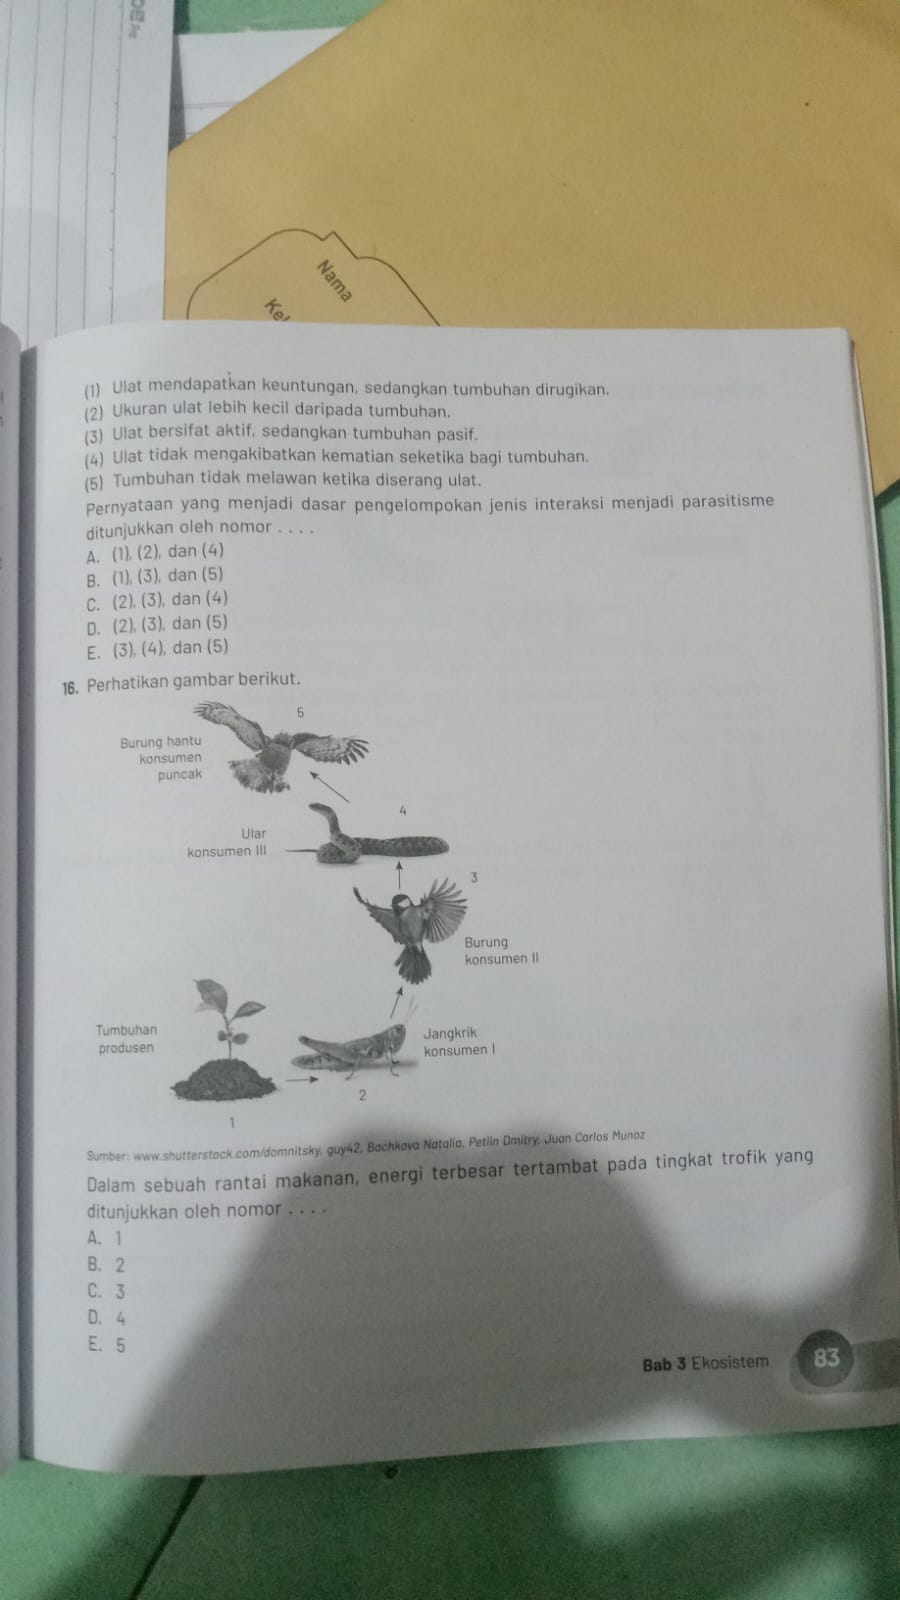 Nama
(1) Ulat mendapatkan keuntungan, sedangkan tumbuhan dirugikan.
(2) Ukuran ulat lebih kecil daripada tumbuhan.
(3) Ulat bersifat aktif, sedangkan tumbuhan pasif.
(4) Ulat tidak mengakibatkan kematian seketika bagi tumbuhan.
(5) Tumbuhan tidak melawan ketika diserang ulat.
Pernyataan yang menjadi dasar pengelompokan jenis interaksi menjadi parasitisme
ditunjukkan oleh nomor . . . .
A. (1), (2), dan (4)
B. (1), (3), dan (5)
C. (2), (3), dan (4)
D. (2), (3), dan (5)
E. (3), (4), dan (5)
16. Perhatikan gambar berikut.
5
Burung hantu
konsumen
puncak
4
Ular
konsumen III
3
Burung
konsumen II
Tumbuhan
produsen
Jangkrik
konsumen I
2
1
Sumber: www.shutterstock.com/domnitsky, guy42, Bachkova Natalia, Petlin Dmitry, Juan Carlos Munoz
Dalam sebuah rantai makanan, energi terbesar tertambat pada tingkat trofik yang
ditunjukkan oleh nomor . . . .
A. 1
B. 2
C. 3
D. 4
E. 5
Bab 3 Ekosistem 83